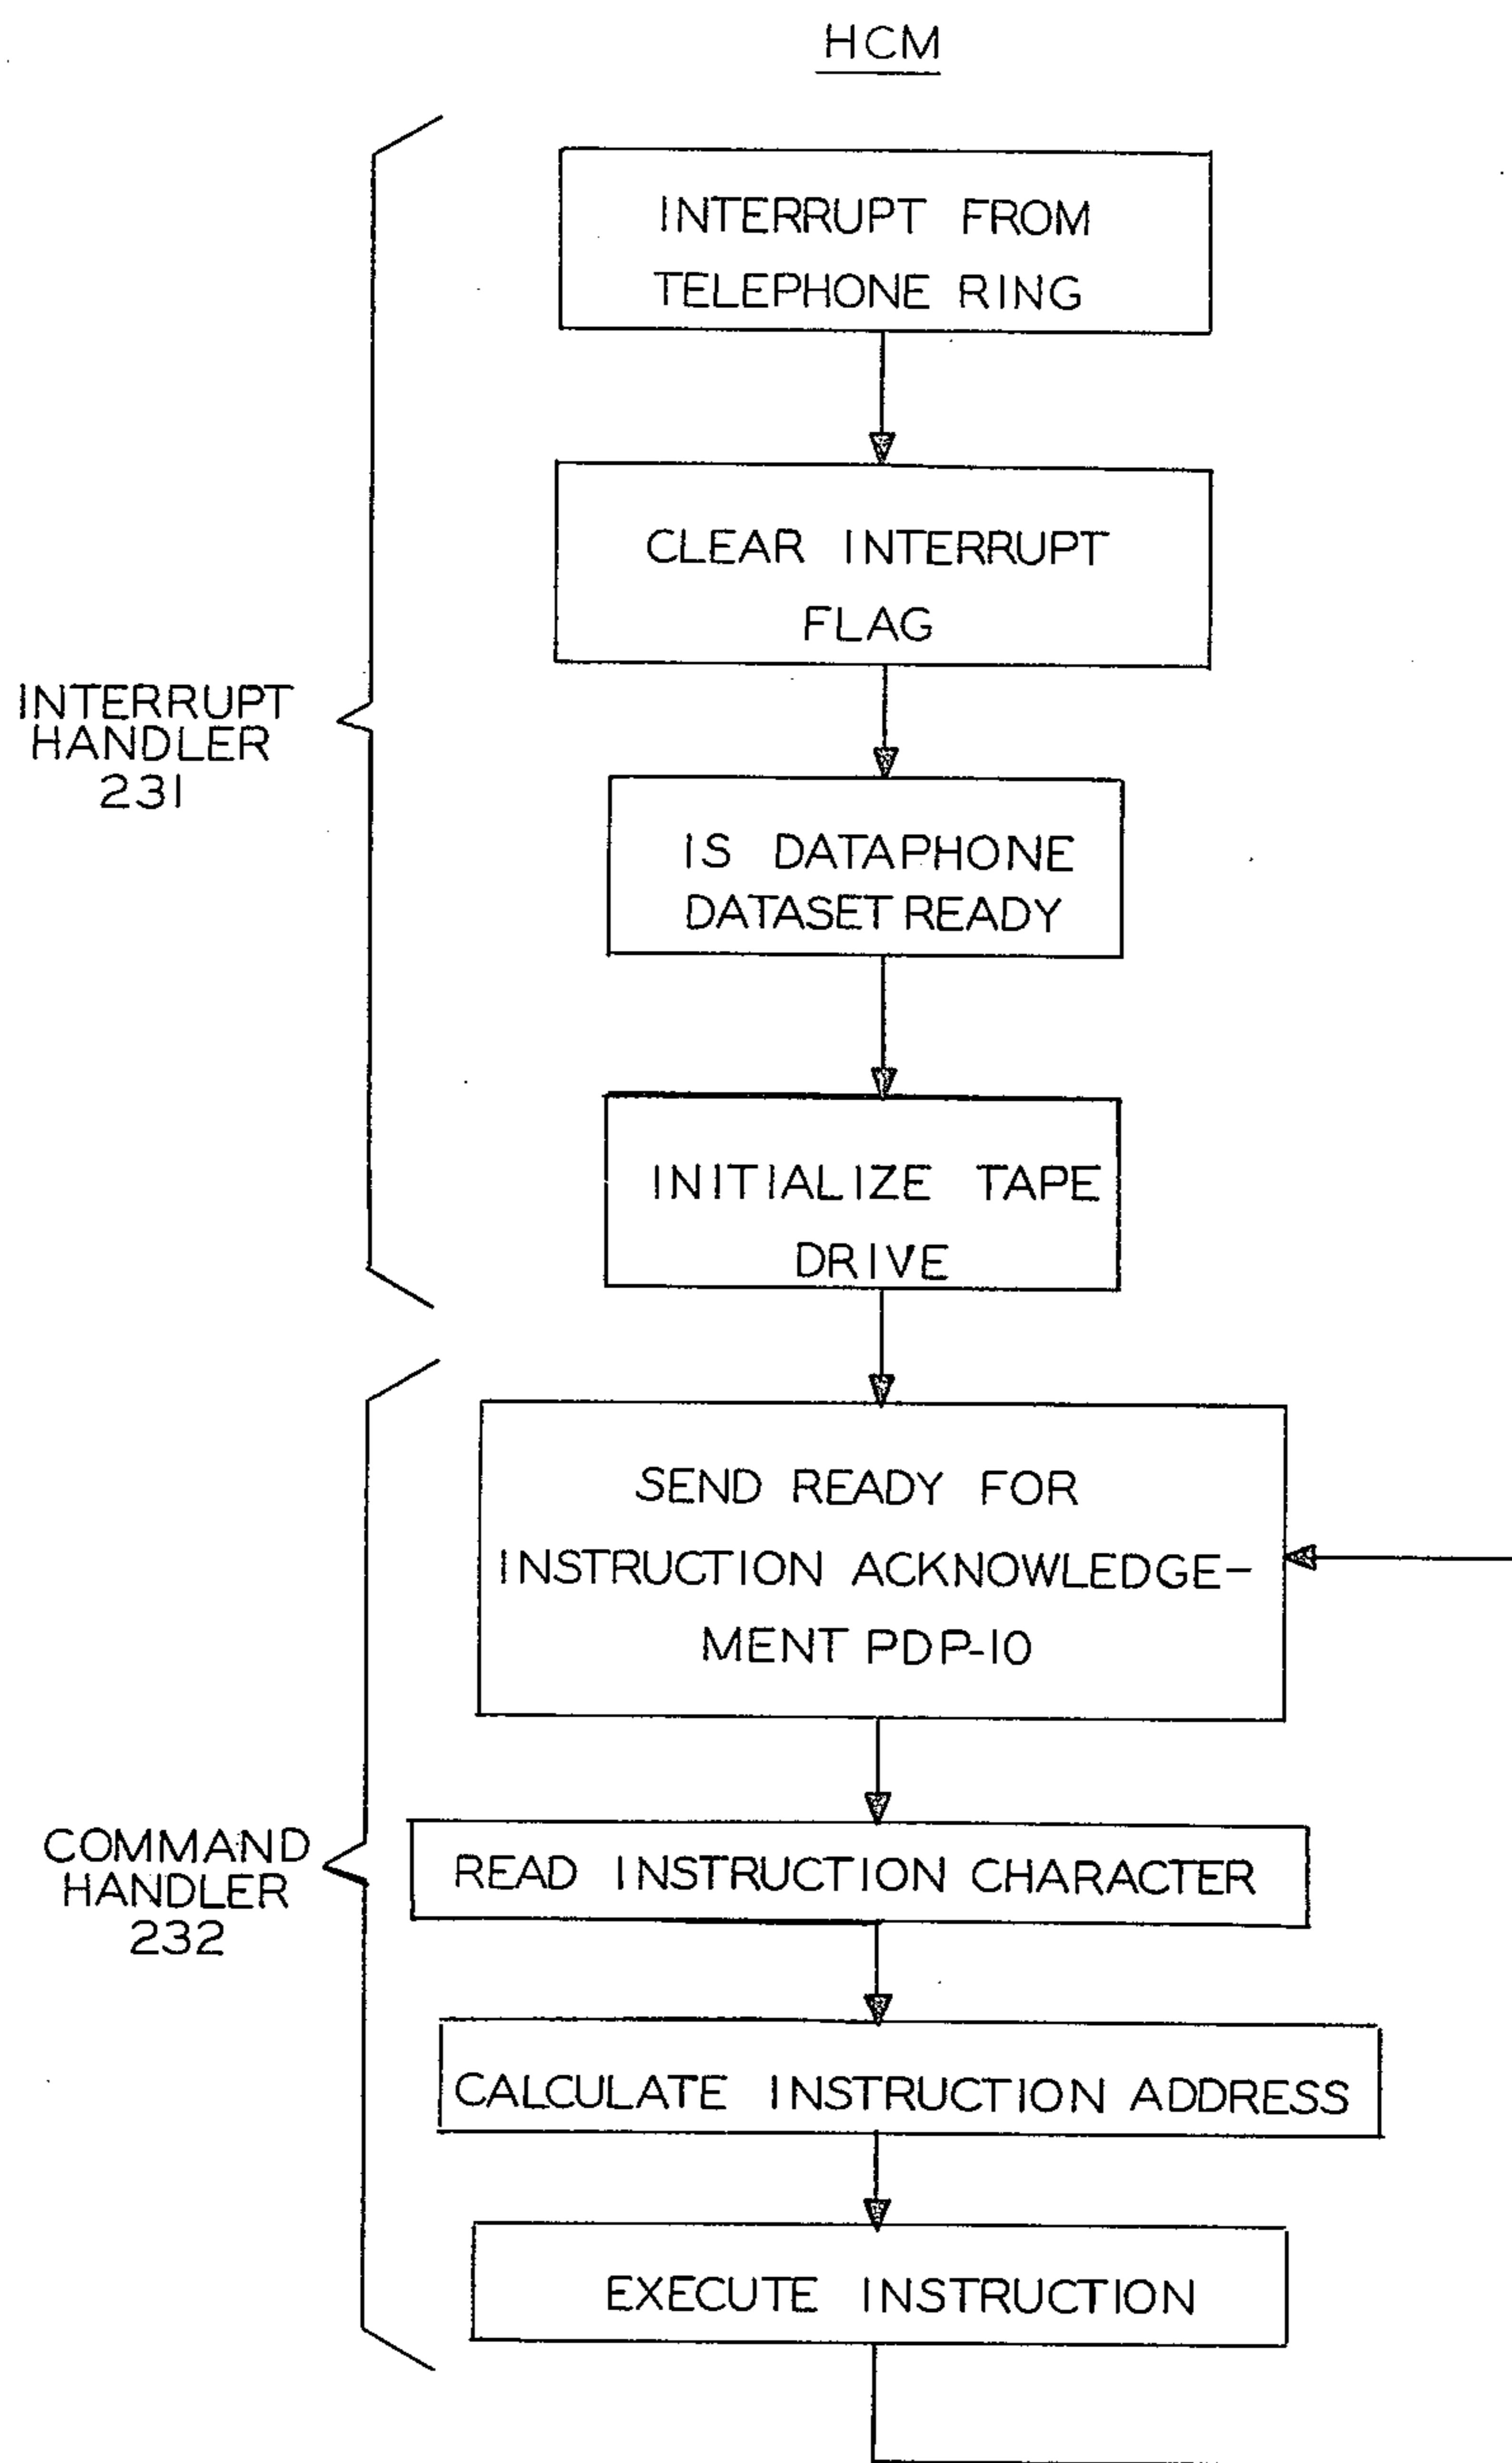 HCM
INTERRUPT FROM
TELEPHONE RING
CLEAR INTERRUPT
FLAG
INTERRUPT
HANDLER
231
IS DATAPHONE
DATASET READY
INITIALIZE TAPE
DRIVE
SEND READY FOR
INSTRUCTION ACKNOWLEDGE-
MENT PDP-10
COMMAND
HANDLER
232
READ INSTRUCTION CHARACTER
CALCULATE INSTRUCTION ADDRESS
EXECUTE INSTRUCTION